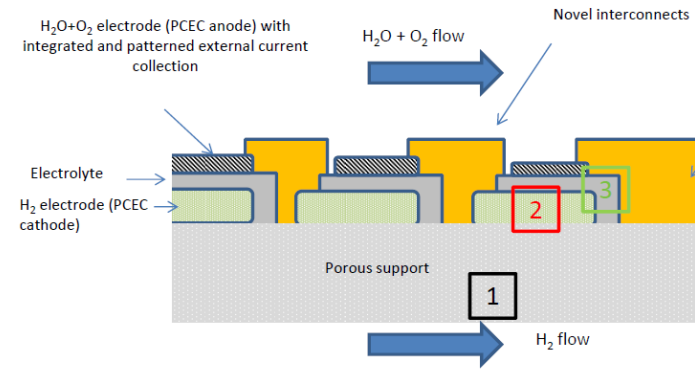 H₂O+O₂ electrode (PCEC anode) with
integrated and patterned external current
collection
H₂O + O₂ flow
Novel interconnects
Electrolyte
H₂ electrode (PCEC
cathode)
3
2
Porous support
1
H₂ flow